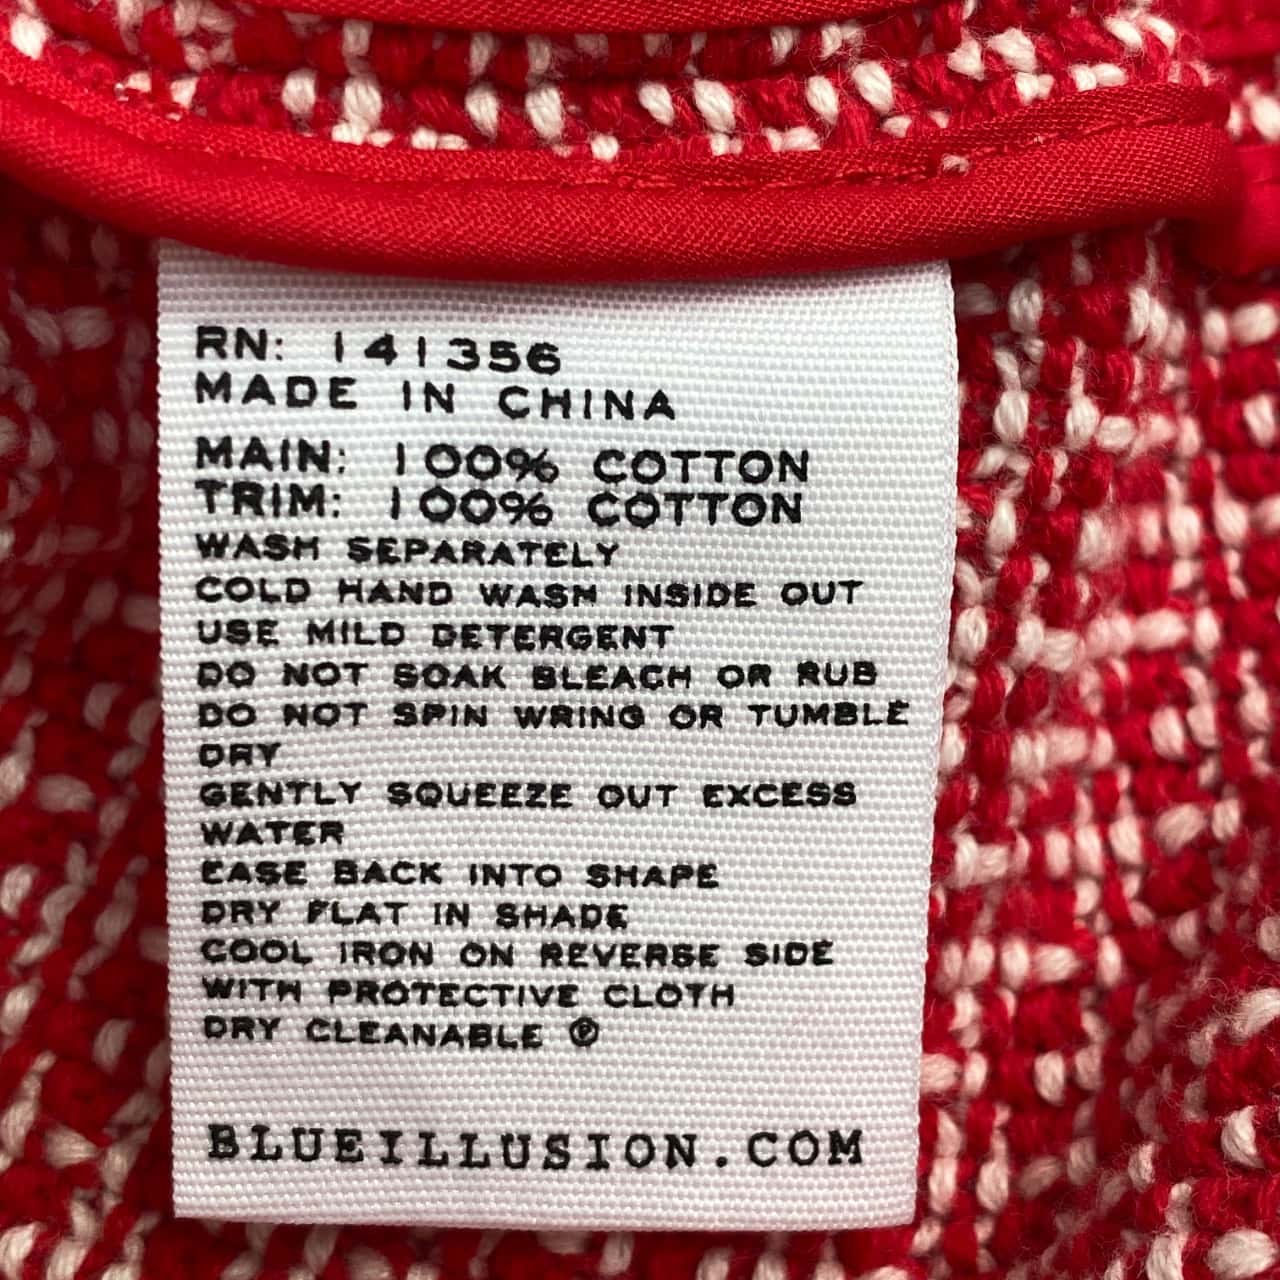 RN: 141356
MADE IN CHINA
MAIN: 100% COTTON
TRIM: 100% COTTON
WASH SEPARATELY
COLD HAND WASH INSIDE OUT
USE MILD DETERGENT
DO NOT SOAK BLEACH OR RUB
DO NOT SPIN WRING OR TUMBLE
DRY
GENTLY SQUEEZE OUT EXCESS
WATER
EASE BACK INTO SHAPE
DRY FLAT IN SHADE
COOL IRON ON REVERSE SIDE
WITH PROTECTIVE CLOTH
DRY CLEANABLE Ⓟ
BLUEILLUSION.COM